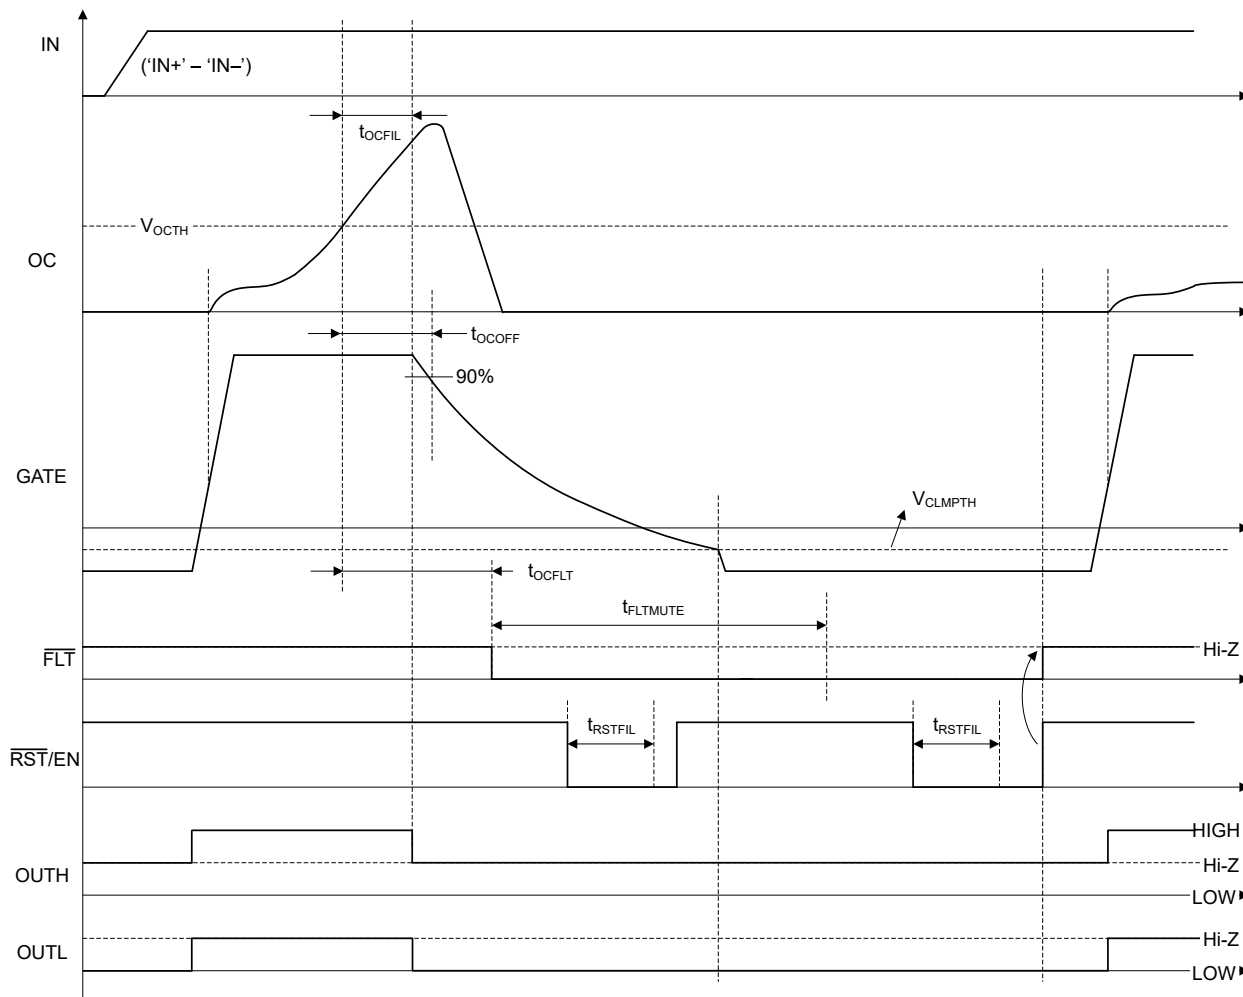 IN
(‘IN+’ – ‘IN–’)
tOCFIL
VOCTH
OC
tOCOFF
90%
GATE
VCLMPTH
tOCFLT
tFLTMUTE
FLT
Hi-Z
tRSTFIL
tRSTFIL
RST/EN
HIGH
OUTH
Hi-Z
LOW
OUTL
Hi-Z
LOW